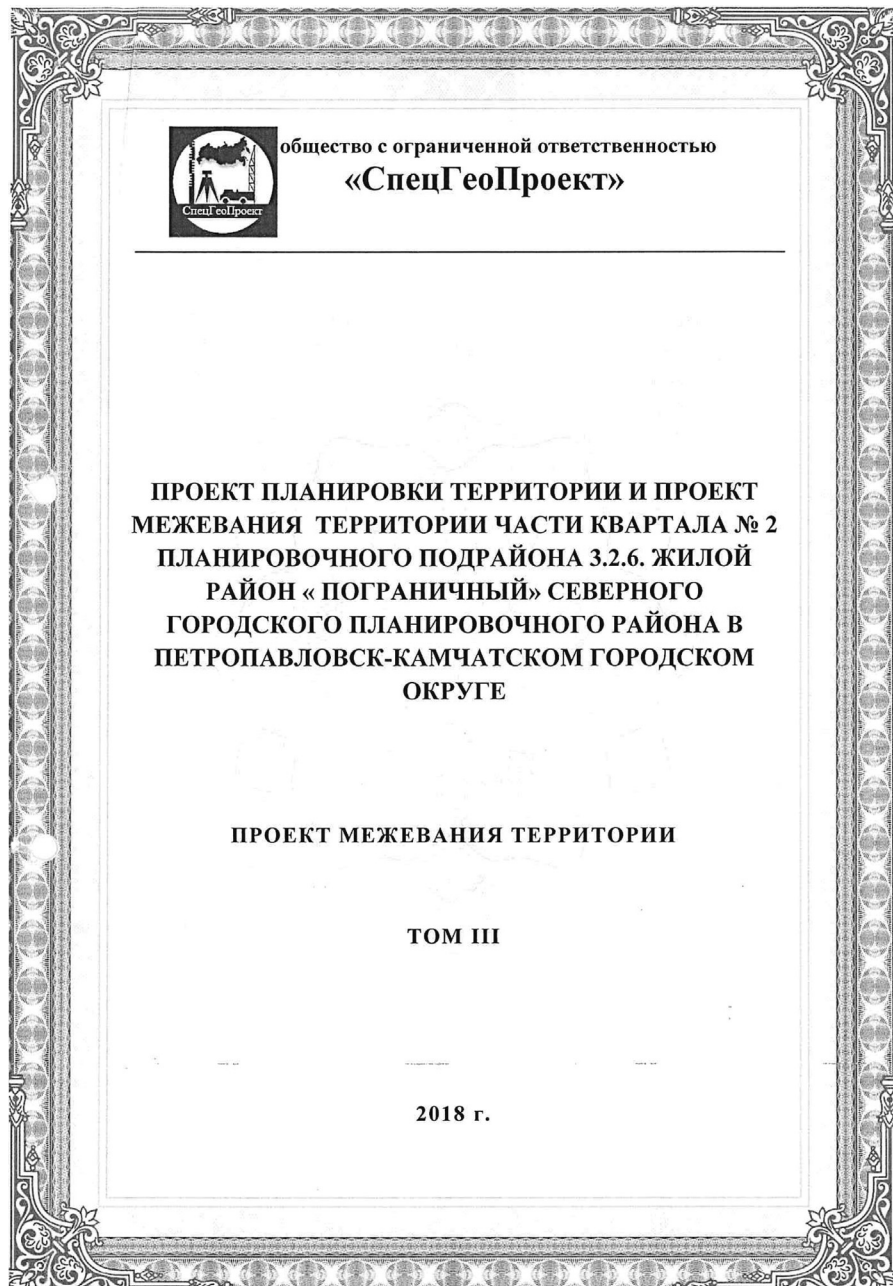 общество с ограниченной ответственностью
«СпецГеоПроект»
СпецГеоПроект
ПРОЕКТ ПЛАНИРОВКИ ТЕРРИТОРИИ И ПРОЕКТ
МЕЖЕВАНИЯ ТЕРРИТОРИИ ЧАСТИ КВАРТАЛА № 2
ПЛАНИРОВОЧНОГО ПОДРАЙОНА 3.2.6. ЖИЛОЙ
РАЙОН « ПОГРАНИЧНЫЙ» СЕВЕРНОГО
ГОРОДСКОГО ПЛАНИРОВОЧНОГО РАЙОНА В
ПЕТРОПАВЛОВСК-КАМЧАТСКОМ ГОРОДСКОМ
ОКРУГЕ
ПРОЕКТ МЕЖЕВАНИЯ ТЕРРИТОРИИ
ТОМ III
2018 г.